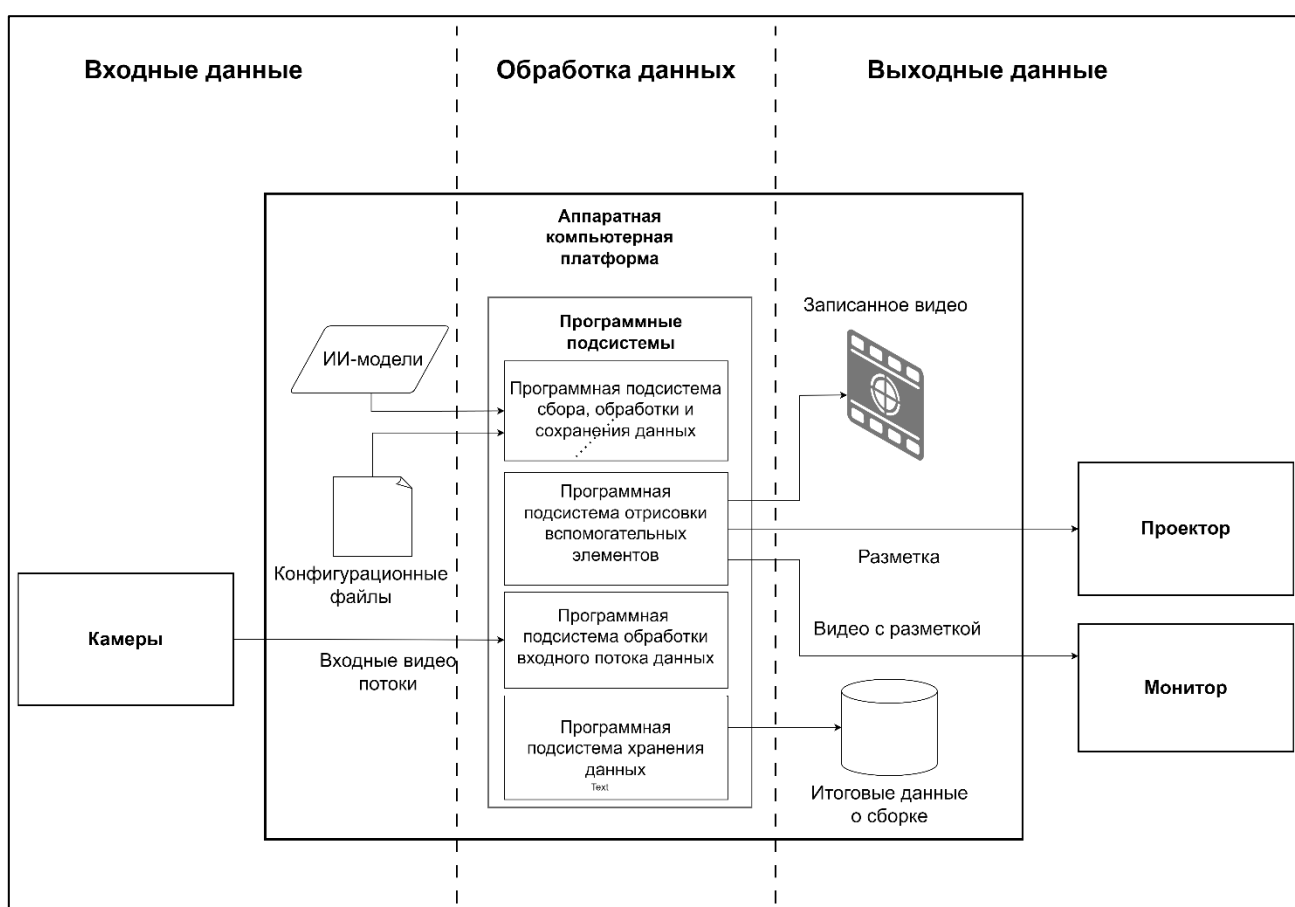 Входные данные
Обработка данных
Выходные данные
Аппаратная
компьютерная
платформа
Программные
подсистемы
ИИ-модели
Программная подсистема
сбора, обработки и
сохранения данных
Записанное видео
Конфигурационные
файлы
Программная
подсистема отрисовки
вспомогательных
элементов
Разметка
Проектор
Камеры
Входные видео
потоки
Программная
подсистема обработки
входного потока данных
Видео с разметкой
Монитор
Программная
подсистема хранения
данных
Text
Итоговые данные
о сборке